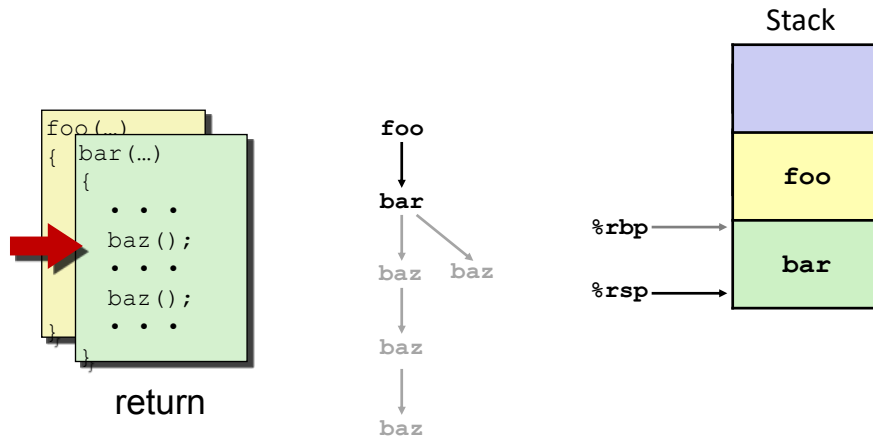 Stack
foo(…)
{
bar(…)
{
• • •
baz();
• • •
baz();
• • •
}
}
return
foo
bar
baz baz
baz
baz
foo
%rbp
bar
%rsp